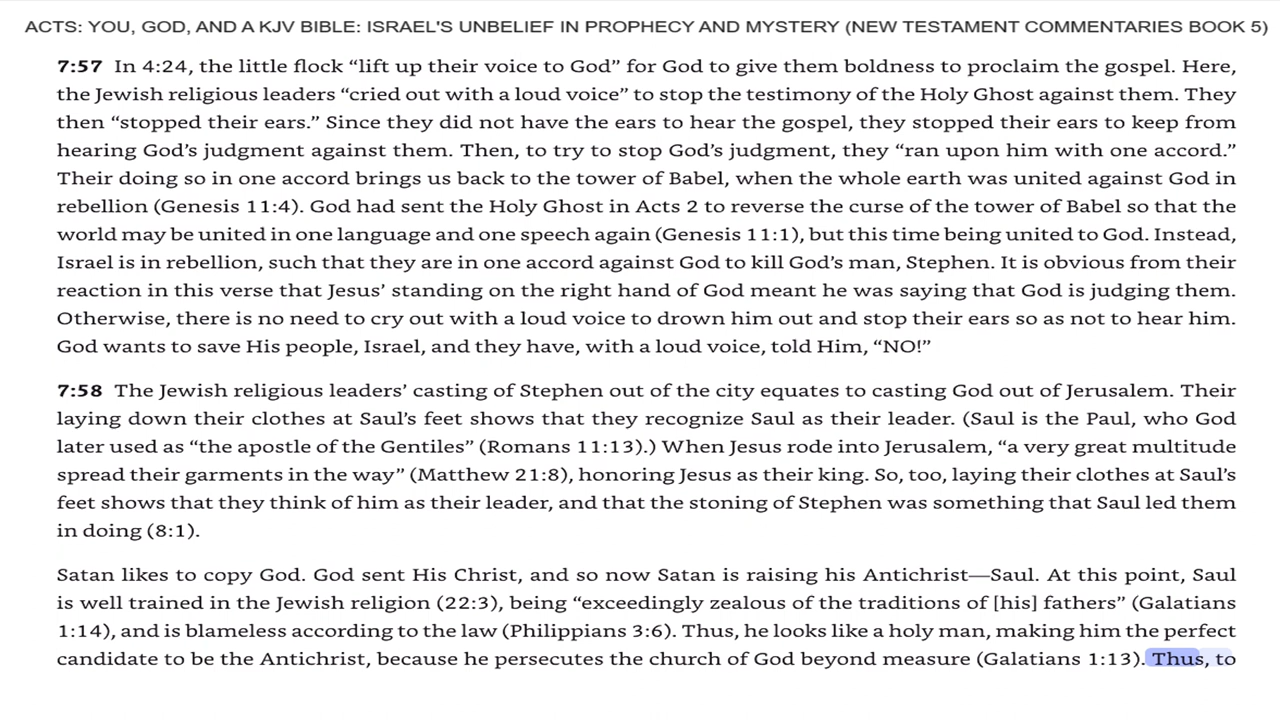 ACTS: YOU, GOD, AND A KJV BIBLE: ISRAEL'S UNBELIEF IN PROPHECY AND MYSTERY (NEW TESTAMENT COMMENTARIES BOOK 5)
7:57 In 4:24, the little flock “lift up their voice to God” for God to give them boldness to proclaim the gospel. Here,
the Jewish religious leaders “cried out with a loud voice” to stop the testimony of the Holy Ghost against them. They
then “stopped their ears.” Since they did not have the ears to hear the gospel, they stopped their ears to keep from
hearing God’s judgment against them. Then, to try to stop God’s judgment, they “ran upon him with one accord.”
Their doing so in one accord brings us back to the tower of Babel, when the whole earth was united against God in
rebellion (Genesis 11:4). God had sent the Holy Ghost in Acts 2 to reverse the curse of the tower of Babel so that the
world may be united in one language and one speech again (Genesis 11:1), but this time being united to God. Instead,
Israel is in rebellion, such that they are in one accord against God to kill God’s man, Stephen. It is obvious from their
reaction in this verse that Jesus’ standing on the right hand of God meant he was saying that God is judging them.
Otherwise, there is no need to cry out with a loud voice to drown him out and stop their ears so as not to hear him.
God wants to save His people, Israel, and they have, with a loud voice, told Him, “NO!”
7:58 The Jewish religious leaders’ casting of Stephen out of the city equates to casting God out of Jerusalem. Their
laying down their clothes at Saul’s feet shows that they recognize Saul as their leader. (Saul is the Paul, who God
later used as “the apostle of the Gentiles” (Romans 11:13).) When Jesus rode into Jerusalem, “a very great multitude
spread their garments in the way” (Matthew 21:8), honoring Jesus as their king. So, too, laying their clothes at Saul’s
feet shows that they think of him as their leader, and that the stoning of Stephen was something that Saul led them
in doing (8:1).
Satan likes to copy God. God sent His Christ, and so now Satan is raising his Antichrist—Saul. At this point, Saul
is well trained in the Jewish religion (22:3), being “exceedingly zealous of the traditions of [his] fathers” (Galatians
1:14), and is blameless according to the law (Philippians 3:6). Thus, he looks like a holy man, making him the perfect
candidate to be the Antichrist, because he persecutes the church of God beyond measure (Galatians 1:13). Thus, to